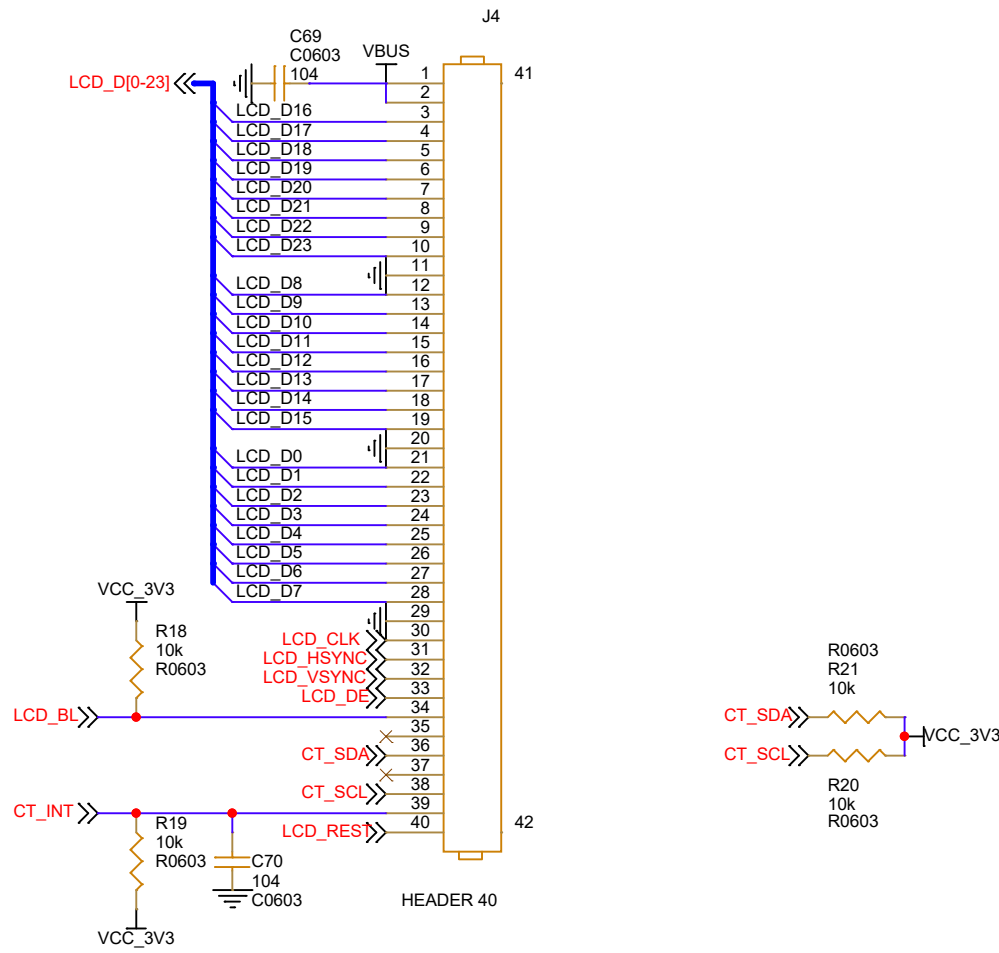 J4
C69
C0603
104
VBUS
LCD_D[0-23]
1
41
2
LCD_D16
3
LCD_D17
4
LCD_D18
5
LCD_D19
6
LCD_D20
7
LCD_D21
8
LCD_D22
9
LCD_D23
10
11
LCD_D8
12
LCD_D9
13
LCD_D10
14
LCD_D11
15
LCD_D12
16
LCD_D13
17
LCD_D14
18
LCD_D15
19
20
LCD_D0
21
LCD_D1
22
LCD_D2
23
LCD_D3
24
LCD_D4
25
LCD_D5
26
LCD_D6
27
LCD_D7
28
29
VCC_3V3
R18
10k
R0603
LCD_CLK
30
LCD_HSYNC
31
LCD_VSYNC
32
LCD_DE
33
LCD_BL
34
35
CT_SDA
36
37
CT_SCL
38
CT_INT
39
LCD_REST
40
42
R19
10k
R0603
C70
104
C0603
VCC_3V3
HEADER 40
R0603
R21
10k
CT_SDA
VCC_3V3
CT_SCL
R20
10k
R0603